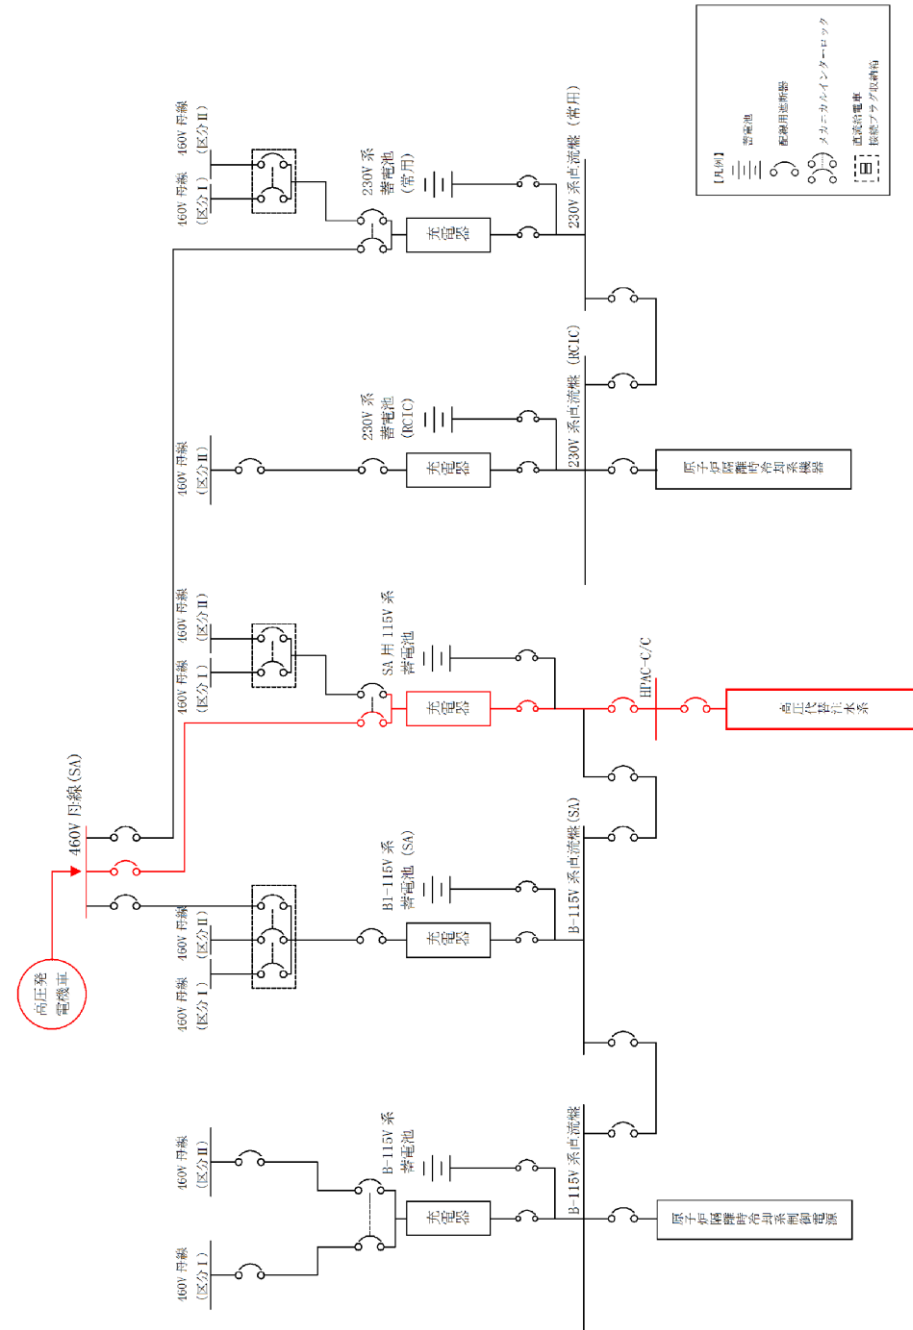 高圧発
電機車
460V 母線(SA)
460V 母線
(区分Ⅰ)
460V 母線
(区分Ⅱ)
B-115V 系
蓄電池
充電器
B-115V 系直流盤
原子炉隔離時冷却系制御電源
460V 母線
(区分Ⅰ)
460V 母線
(区分Ⅱ)
B1-115V 系
蓄電池 (SA)
充電器
B-115V 系直流盤(SA)
460V 母線
(区分Ⅰ)
460V 母線
(区分Ⅱ)
SA 用 115V 系
蓄電池
充電器
HPAC-C/C
高圧代替注水系
460V 母線
(区分Ⅱ)
230V 系
蓄電池
(RCIC)
充電器
230V 系直流盤 (RCIC)
原子炉隔離時冷却系機器
460V 母線
(区分Ⅰ)
460V 母線
(区分Ⅱ)
230V 系
蓄電池
(常用)
充電器
230V 系直流盤 (常用)
【凡例】
蓄電池
配線用遮断器
メカニカルインターロック
直流給電車
接続プラグ収納箱